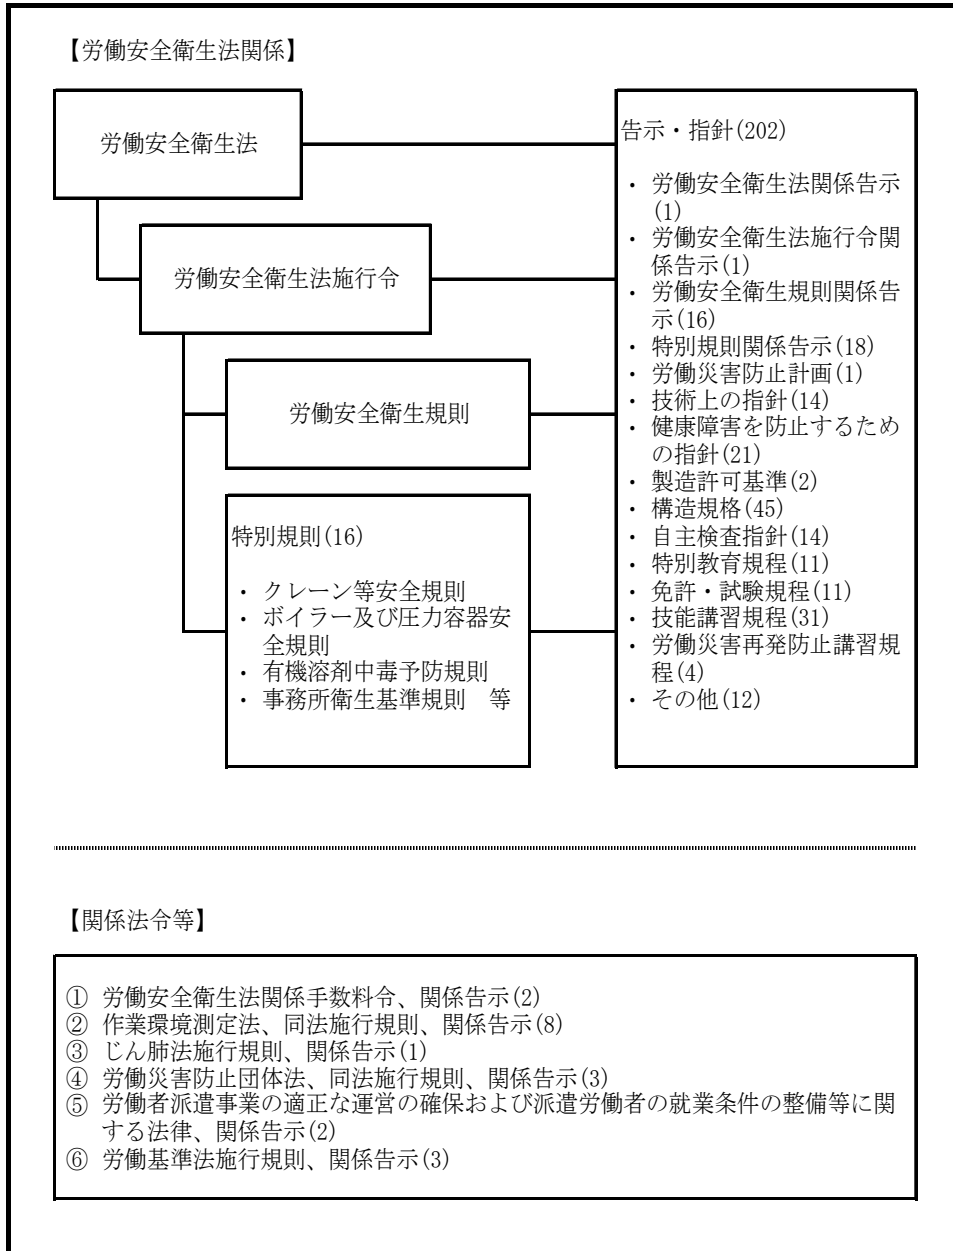 【労働安全衛生法関係】
労働安全衛生法
労働安全衛生法施行令
労働安全衛生規則
特別規則(16)
・ クレーン等安全規則
・ ボイラー及び圧力容器安
全規則
・ 有機溶剤中毒予防規則
・ 事務所衛生基準規則　等
告示・指針(202)
・ 労働安全衛生法関係告示
(1)
・ 労働安全衛生法施行令関
係告示(1)
・ 労働安全衛生規則関係告
示(16)
・ 特別規則関係告示(18)
・ 労働災害防止計画(1)
・ 技術上の指針(14)
・ 健康障害を防止するため
の指針(21)
・ 製造許可基準(2)
・ 構造規格(45)
・ 自主検査指針(14)
・ 特別教育規程(11)
・ 免許・試験規程(11)
・ 技能講習規程(31)
・ 労働災害再発防止講習規
程(4)
・ その他(12)
【関係法令等】
① 労働安全衛生法関係手数料令、関係告示(2)
② 作業環境測定法、同法施行規則、関係告示(8)
③ じん肺法施行規則、関係告示(1)
④ 労働災害防止団体法、同法施行規則、関係告示(3)
⑤ 労働者派遣事業の適正な運営の確保および派遣労働者の就業条件の整備等に関
する法律、関係告示(2)
⑥ 労働基準法施行規則、関係告示(3)